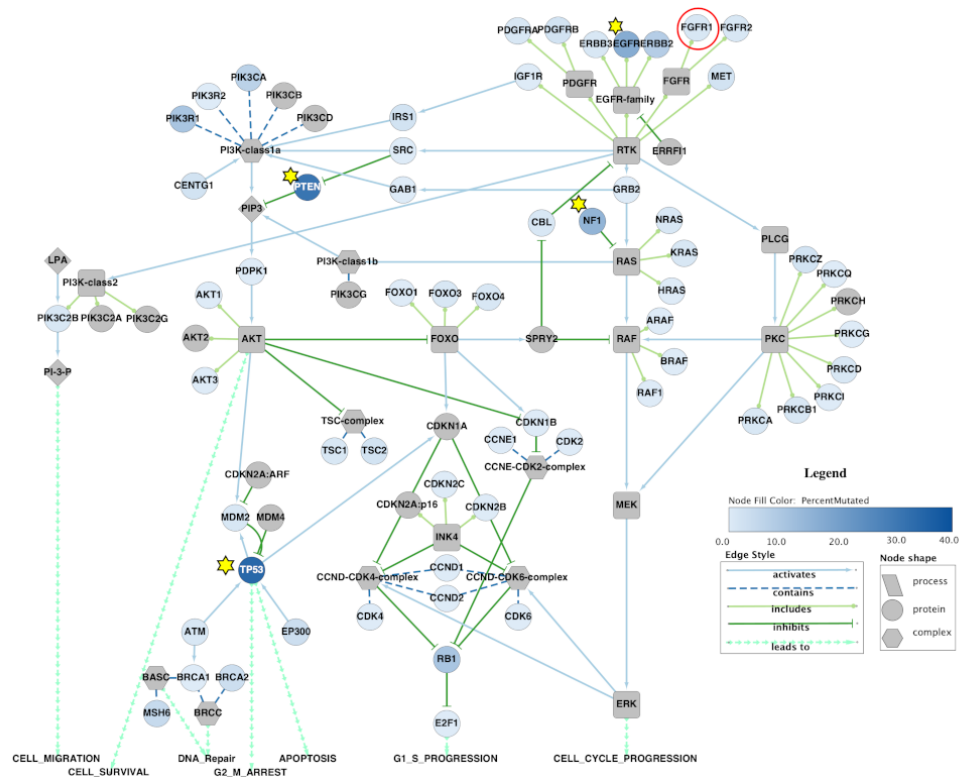 PDGFRA
PDGFRB
ERBB3
EGFR
ERBB2
FGFR1
FGFR2
PIK3CA
PIK3R2
PIK3CB
PIK3R1
PIK3CD
IGF1R
PDGFR
EGFR-family
FGFR
MET
IRS1
PI3K-class1a
SRC
RTK
ERRFI1
CENTG1
PTEN
GAB1
GRB2
PIP3
CBL
NF1
NRAS
PLCG
LPA
PI3K-class1b
RAS
KRAS
PRKCZ
PRKCQ
PI3K-class2
PDPK1
PIK3CG
HRAS
PRKCH
PIK3C2B
PIK3C2A
PIK3C2G
AKT1
FOXO1
FOXO3
FOXO4
ARAF
PRKCG
AKT2
AKT
FOXO
SPRY2
RAF
PKC
BRAF
PRKCD
PI-3-P
AKT3
RAF1
PRKCI
PRKCA
PRKCB1
TSC-complex
CDKN1A
CDKN1B
TSC1
TSC2
CCNE1
CDK2
CCNE-CDK2-complex
CDKN2A:ARF
CDKN2C
CDKN2A:p16
CDKN2B
MDM2
MDM4
INK4
MEK
TP53
CCND1
CCND-CDK4-complex
CCND-CDK6-complex
CCND2
CDK4
CDK6
ATM
EP300
RB1
BASC
BRCA1
BRCA2
MSH6
BRCC
E2F1
ERK
CELL_MIGRATION
CELL_SURVIVAL
DNA_Repair
G2_M_ARREST
APOPTOSIS
G1_S_PROGRESSION
CELL_CYCLE_PROGRESSION
Legend
Node Fill Color: PercentMutated
0.0 10.0 20.0 30.0 40.0
Edge Style
activates
contains
includes
inhibits
leads to
Node shape
process
protein
complex